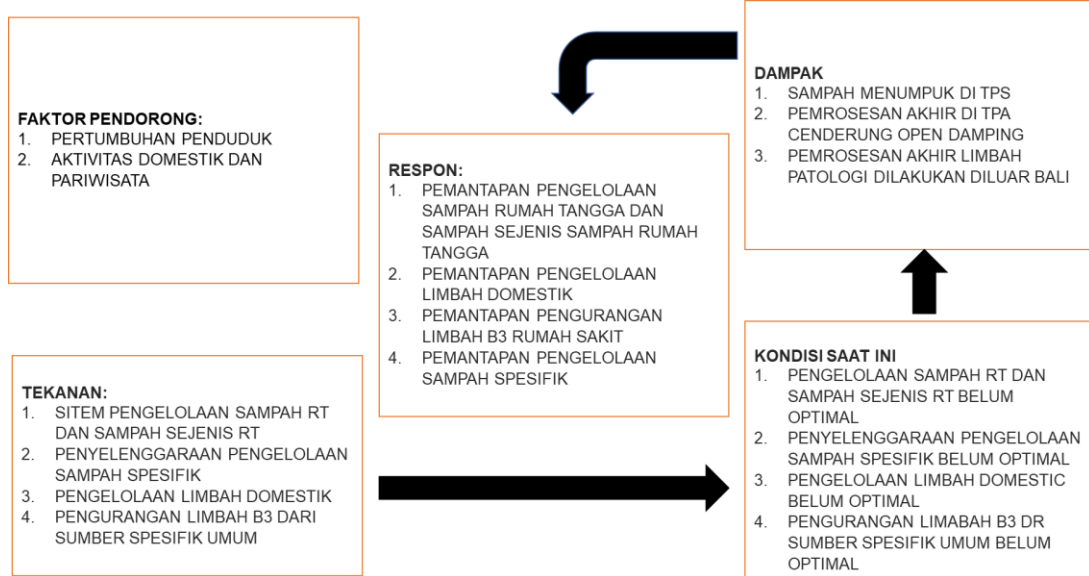 FAKTOR PENDORONG:
1. PERTUMBUHAN PENDUDUK
2. AKTIVITAS DOMESTIK DAN
PARIWISATA
TEKANAN:
1. SITEM PENGELOLAAN SAMPAH RT
DAN SAMPAH SEJENIS RT
2. PENYELENGGARAAN PENGELOLAAN
SAMPAH SPESIFIK
3. PENGELOLAAN LIMBAH DOMESTIK
4. PENGURANGAN LIMBAH B3 DARI
SUMBER SPESIFIK UMUM
RESPON:
1. PEMANTAPAN PENGELOLAAN
SAMPAH RUMAH TANGGA DAN
SAMPAH SEJENIS SAMPAH RUMAH
TANGGA
2. PEMANTAPAN PENGELOLAAN
LIMBAH DOMESTIK
3. PEMANTAPAN PENGURANGAN
LIMBAH B3 RUMAH SAKIT
4. PEMANTAPAN PENGELOLAAN
SAMPAH SPESIFIK
DAMPAK
1. SAMPAH MENUMPUK DI TPS
2. PEMROSESAN AKHIR DI TPA
CENDERUNG OPEN DAMPING
3. PEMROSESAN AKHIR LIMBAH
PATOLOGI DILAKUKAN DILUAR BALI
KONDISI SAAT INI
1. PENGELOLAAN SAMPAH RT DAN
SAMPAH SEJENIS RT BELUM
OPTIMAL
2. PENYELENGGARAAN PENGELOLAAN
SAMPAH SPESIFIK BELUM OPTIMAL
3. PENGELOLAAN LIMBAH DOMESTIC
BELUM OPTIMAL
4. PENGURANGAN LIMABAH B3 DR
SUMBER SPESIFIK UMUM BELUM
OPTIMAL